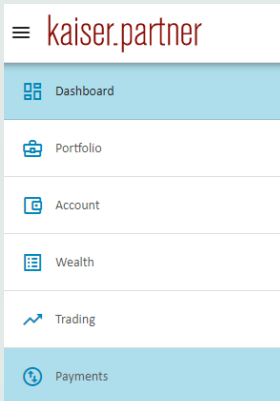 kaiser.partner
Dashboard
Portfolio
Account
Wealth
Trading
Payments